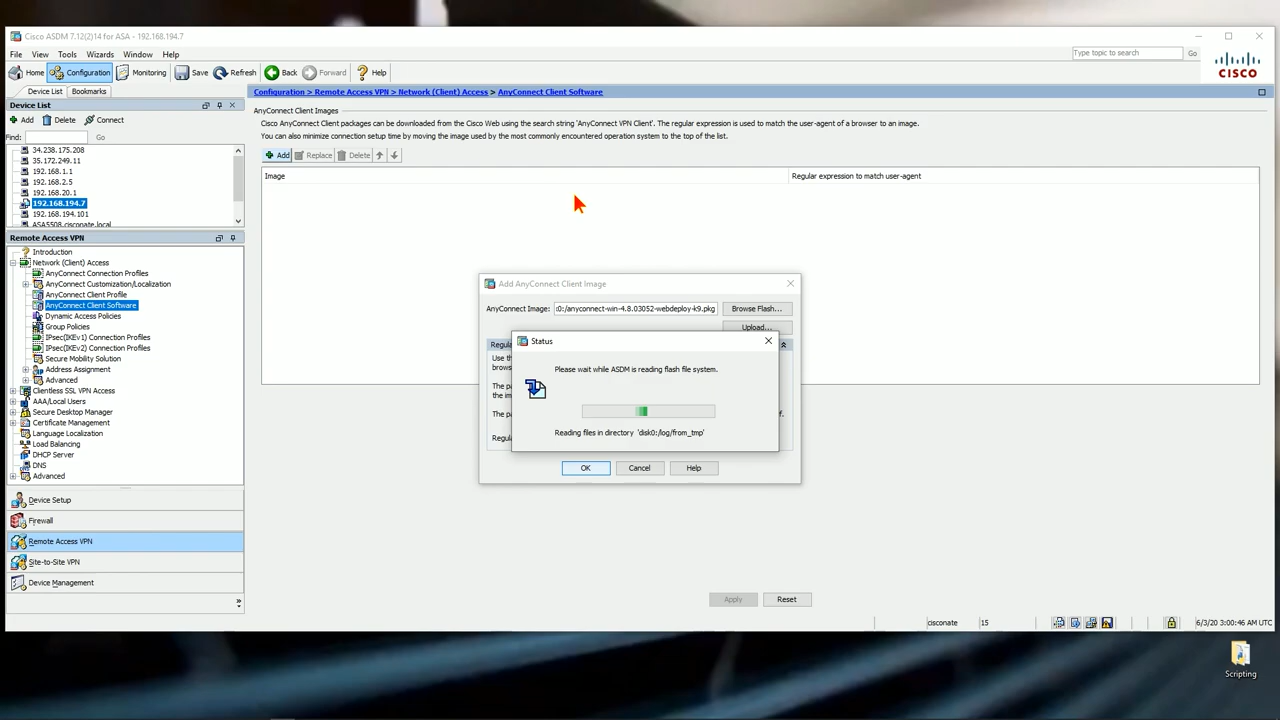 Cisco ASDM 7.12(2)14 for ASA - 192.168.194.7
File View Tools Wizards Window Help
Type topic to search Go
Home Configuration Monitoring Save Refresh Back Forward Help
CISCO
Device List Bookmarks
Configuration > Remote Access VPN > Network (Client) Access > AnyConnect Client Software
Device List
Add Delete Connect
Find: Go
34.238.175.208
35.172.249.11
192.168.1.1
192.168.2.5
192.168.20.1
192.168.194.7
192.168.194.101
ASA5508.cisconate.local
Remote Access VPN
Introduction
Network (Client) Access
AnyConnect Connection Profiles
AnyConnect Customization/Localization
AnyConnect Client Profile
AnyConnect Client Software
Dynamic Access Policies
Group Policies
IPsec(IKEv1) Connection Profiles
IPsec(IKEv2) Connection Profiles
Secure Mobility Solution
Address Assignment
Advanced
Clientless SSL VPN Access
AAA/Local Users
Secure Desktop Manager
Certificate Management
Language Localization
Load Balancing
DHCP Server
DNS
Advanced
Device Setup
Firewall
Remote Access VPN
Site-to-Site VPN
Device Management
»
AnyConnect Client Images
Cisco AnyConnect Client packages can be downloaded from the Cisco Web using the search string 'AnyConnect VPN Client'. The regular expression is used to match the user-agent of a browser to an image.
You can also minimize connection setup time by moving the image used by the most commonly encountered operation system to the top of the list.
Add Replace Delete
Image Regular expression to match user-agent
Add AnyConnect Client Image
AnyConnect Image: :0:/anyconnect-win-4.8.03052-webdeploy-k9.pkg Browse Flash...
Upload...
Regula
Use th
brows
The pa
the im
The pa f.
Regula
Status
Please wait while ASDM is reading flash file system.
Reading files in directory 'disk0:/log/from_tmp'
OK Cancel Help
Apply Reset
cisconate 15 6/3/20 3:00:46 AM UTC
Scripting